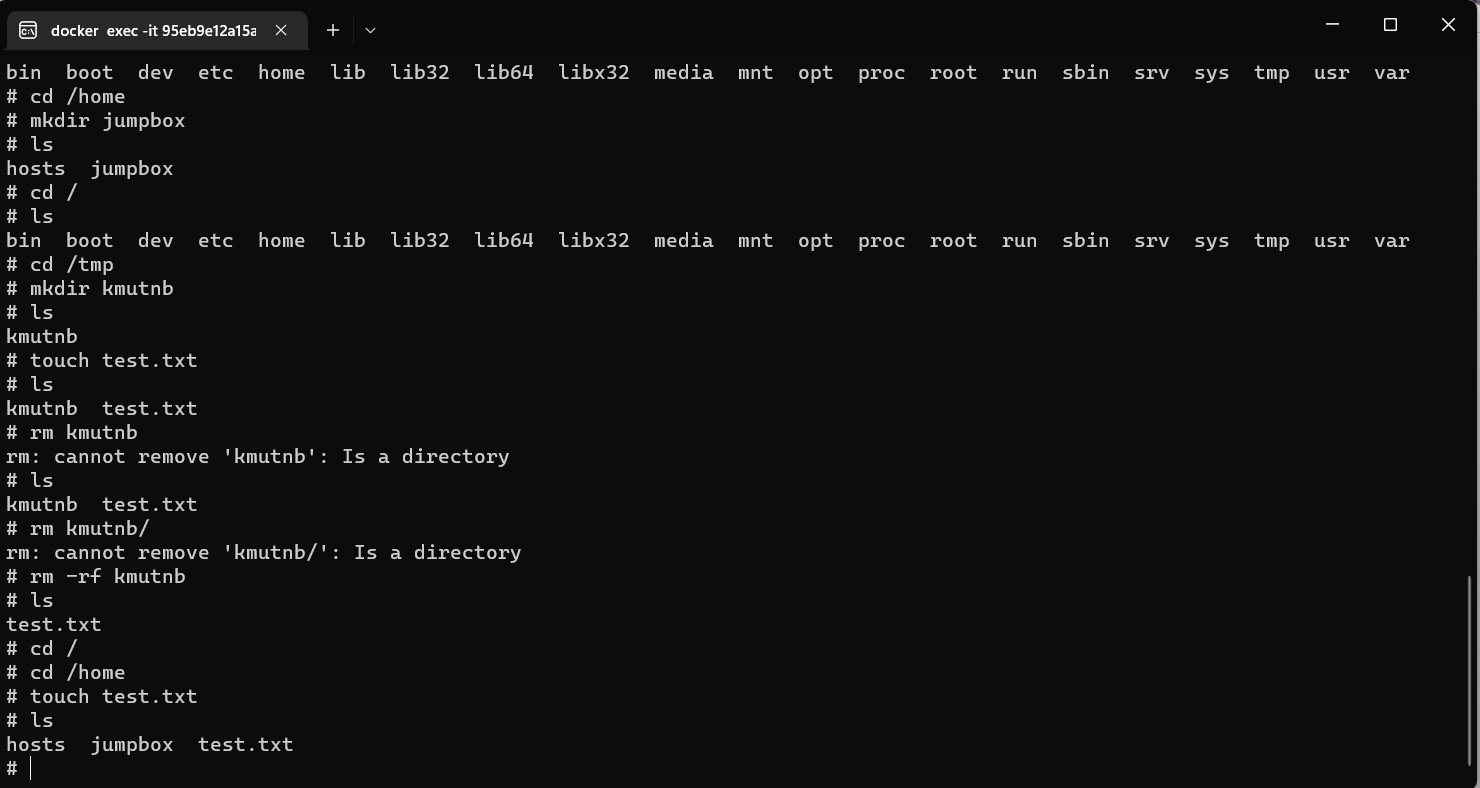 docker exec -it 95eb9e12a15a
bin  boot  dev  etc  home  lib  lib32  lib64  libx32  media  mnt  opt  proc  root  run  sbin  srv  sys  tmp  usr  var
# cd /home
# mkdir jumpbox
# ls
hosts  jumpbox
# cd /
# ls
bin  boot  dev  etc  home  lib  lib32  lib64  libx32  media  mnt  opt  proc  root  run  sbin  srv  sys  tmp  usr  var
# cd /tmp
# mkdir kmutnb
# ls
kmutnb
# touch test.txt
# ls
kmutnb  test.txt
# rm kmutnb
rm: cannot remove 'kmutnb': Is a directory
# ls
kmutnb  test.txt
# rm kmutnb/
rm: cannot remove 'kmutnb/': Is a directory
# rm -rf kmutnb
# ls
test.txt
# cd /
# cd /home
# touch test.txt
# ls
hosts  jumpbox  test.txt
#